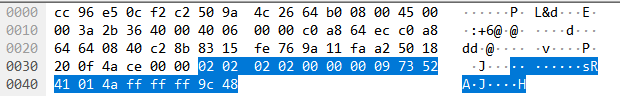 0000 cc 96 e5 0c f2 c2 50 9a 4c 26 64 b0 08 00 45 00 ······P· L&d···E·
0010 00 3a 2b 36 40 00 40 06 00 00 c0 a8 64 ec c0 a8 ·:+6@·@· ····d···
0020 64 64 08 40 c2 8b 83 15 fe 76 9a 11 fa a2 50 18 dd·@···· ·v····P·
0030 20 0f 4a ce 00 00 02 02 02 02 00 00 00 09 73 52 ·J····· ······sR
0040 41 01 4a ff ff ff 9c 48 A·J····H